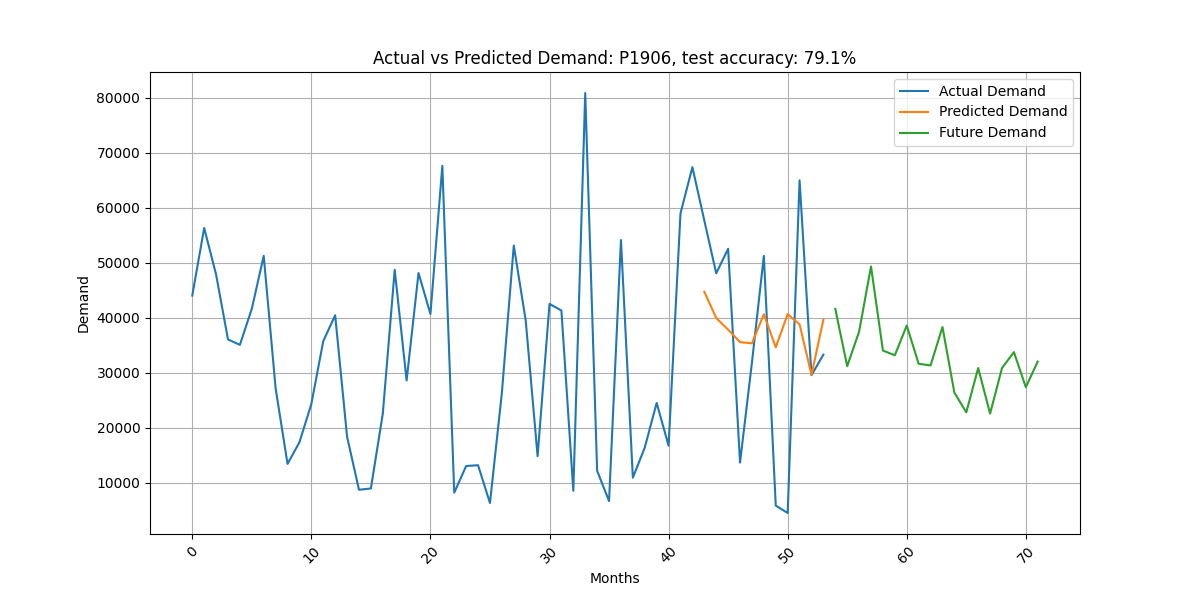 Actual vs Predicted Demand: P1906, test accuracy: 79.1%
Actual Demand
Predicted Demand
Future Demand
80000
70000
60000
50000
40000
30000
20000
10000
Demand
0
10
20
30
40
50
60
70
Months